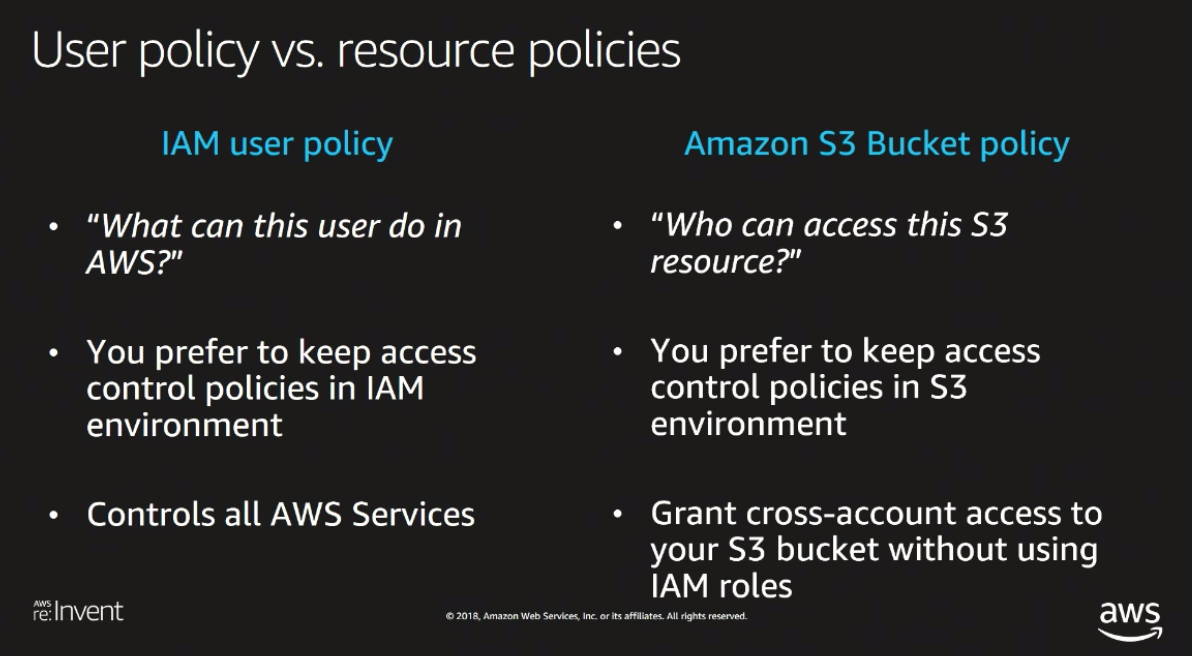 User policy vs. resource policies
IAM user policy
• “What can this user do in
AWS?”
• You prefer to keep access
control policies in IAM
environment
• Controls all AWS Services
Amazon S3 Bucket policy
• “Who can access this S3
resource?”
• You prefer to keep access
control policies in S3
environment
• Grant cross-account access to
your S3 bucket without using
IAM roles
AWS
re:Invent
© 2018, Amazon Web Services, Inc. or its affiliates. All rights reserved.
aws